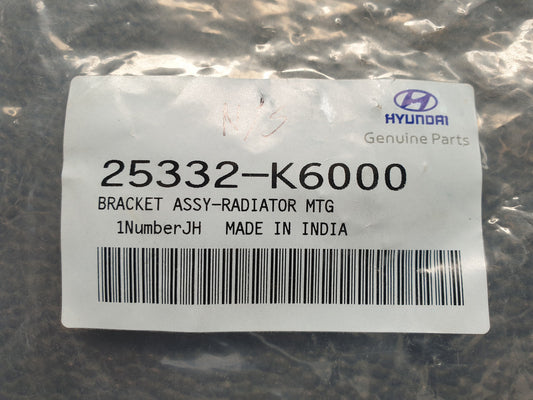 HYUNDAI
Genuine Parts
25332-K6000
BRACKET ASSY-RADIATOR MTG
1NumberJH MADE IN INDIA